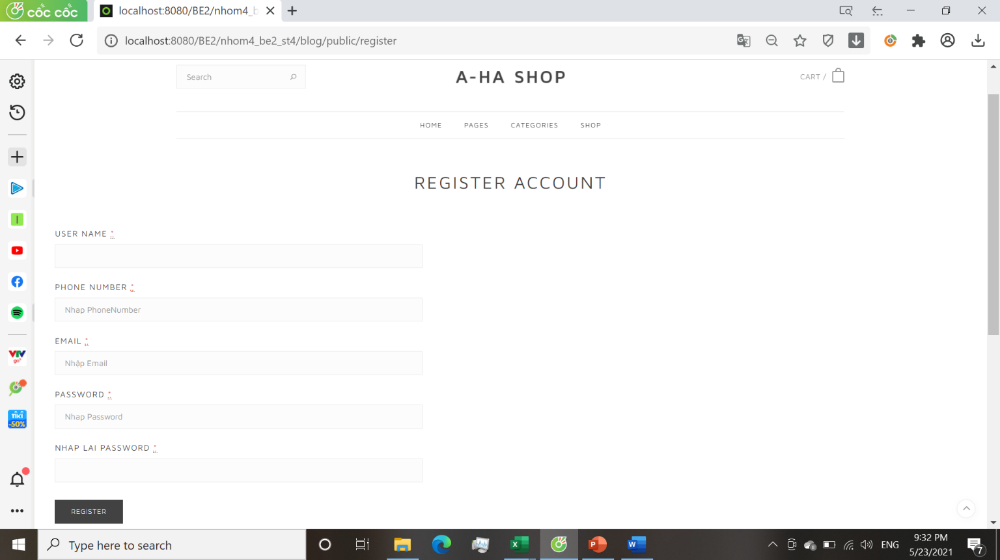 cốc cốc
localhost:8080/BE2/nhom4_b
localhost:8080/BE2/nhom4_be2_st4/blog/public/register
Search
A-HA SHOP
CART /
HOME PAGES CATEGORIES SHOP
REGISTER ACCOUNT
USER NAME *
PHONE NUMBER *
Nhap PhoneNumber
EMAIL *
Nhập Email
PASSWORD *
Nhap Password
NHAP LAI PASSWORD *
REGISTER
VTV
go
TIKI
-50%
Type here to search
ENG
9:32 PM
5/23/2021
7